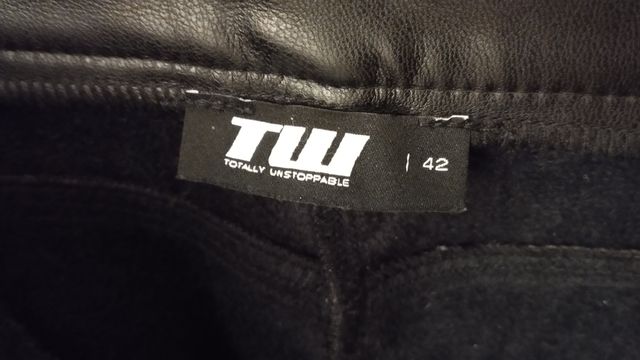 TW
TOTALLY UNSTOPPABLE
| 42